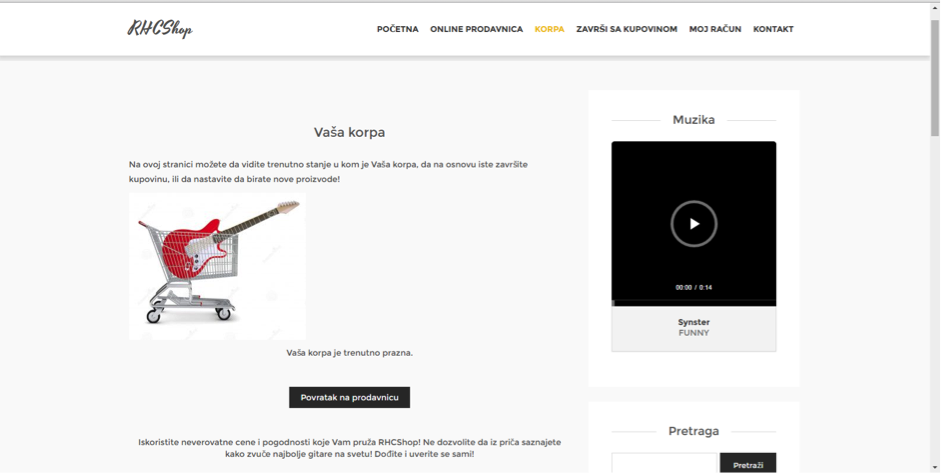 RHCShop
POČETNA ONLINE PRODAVNICA KORPA ZAVRŠI SA KUPOVINOM MOJ RAČUN KONTAKT
Vaša korpa
Na ovoj stranici možete da vidite trenutno stanje u kom je Vaša korpa, da na osnovu iste završite
kupovinu, ili da nastavite da birate nove proizvode!
Vaša korpa je trenutno prazna.
Povratak na prodavnicu
Iskoristite neverovatne cene i pogodnosti koje Vam pruža RHCShop! Ne dozvolite da iz priča saznajete
kako zvuče najbolje gitare na svetu! Dođite i uverite se sami!
Muzika
00:00 / 0:14
Synster
FUNNY
Pretraga
Pretraži